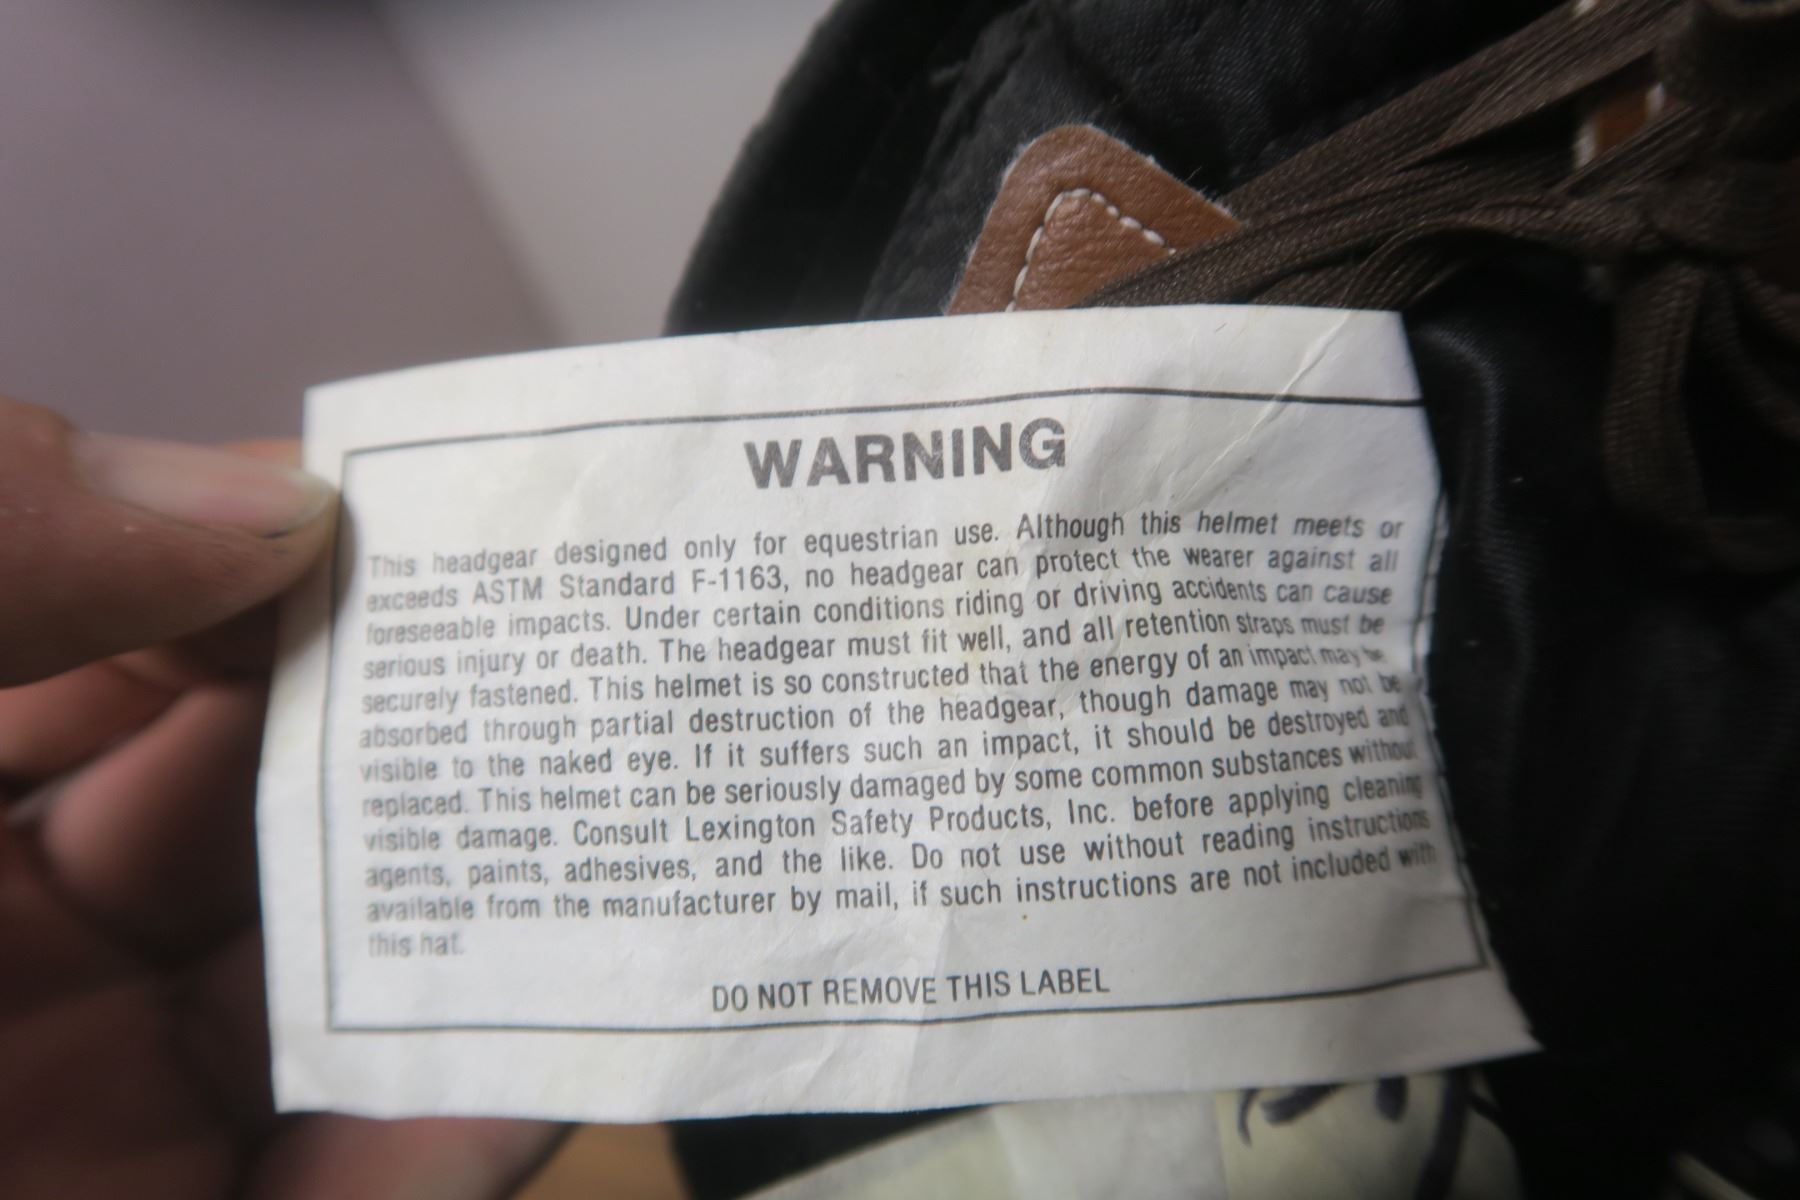 WARNING
This headgear designed only for equestrian use. Although this helmet meets or
exceeds ASTM Standard F-1163, no headgear can protect the wearer against all
foreseeable impacts. Under certain conditions riding or driving accidents can cause
serious injury or death. The headgear must fit well, and all retention straps must be
securely fastened. This helmet is so constructed that the energy of an impact may be
absorbed through partial destruction of the headgear, though damage may not be
visible to the naked eye. If it suffers such an impact, it should be destroyed and
replaced. This helmet can be seriously damaged by some common substances without
visible damage. Consult Lexington Safety Products, Inc. before applying cleaning
agents, paints, adhesives, and the like. Do not use without reading instructions
available from the manufacturer by mail, if such instructions are not included with
this hat.
DO NOT REMOVE THIS LABEL